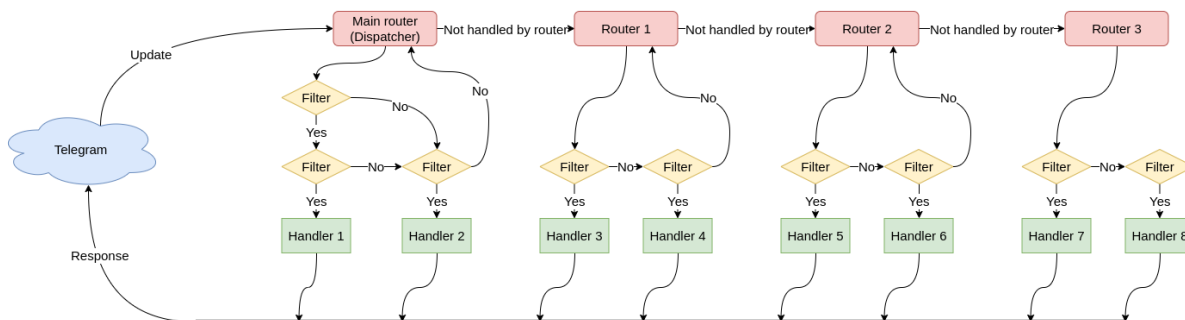 Main router
(Dispatcher)
Not handled by router
Router 1
Not handled by router
Router 2
Not handled by router
Router 3
Update
Filter
No
No
No
No
Yes
Telegram
Filter
No
Filter
Filter
No
Filter
Filter
No
Filter
Filter
No
Filter
Yes
Yes
Yes
Yes
Yes
Yes
Yes
Yes
Handler 1
Handler 2
Handler 3
Handler 4
Handler 5
Handler 6
Handler 7
Handler 8
Response